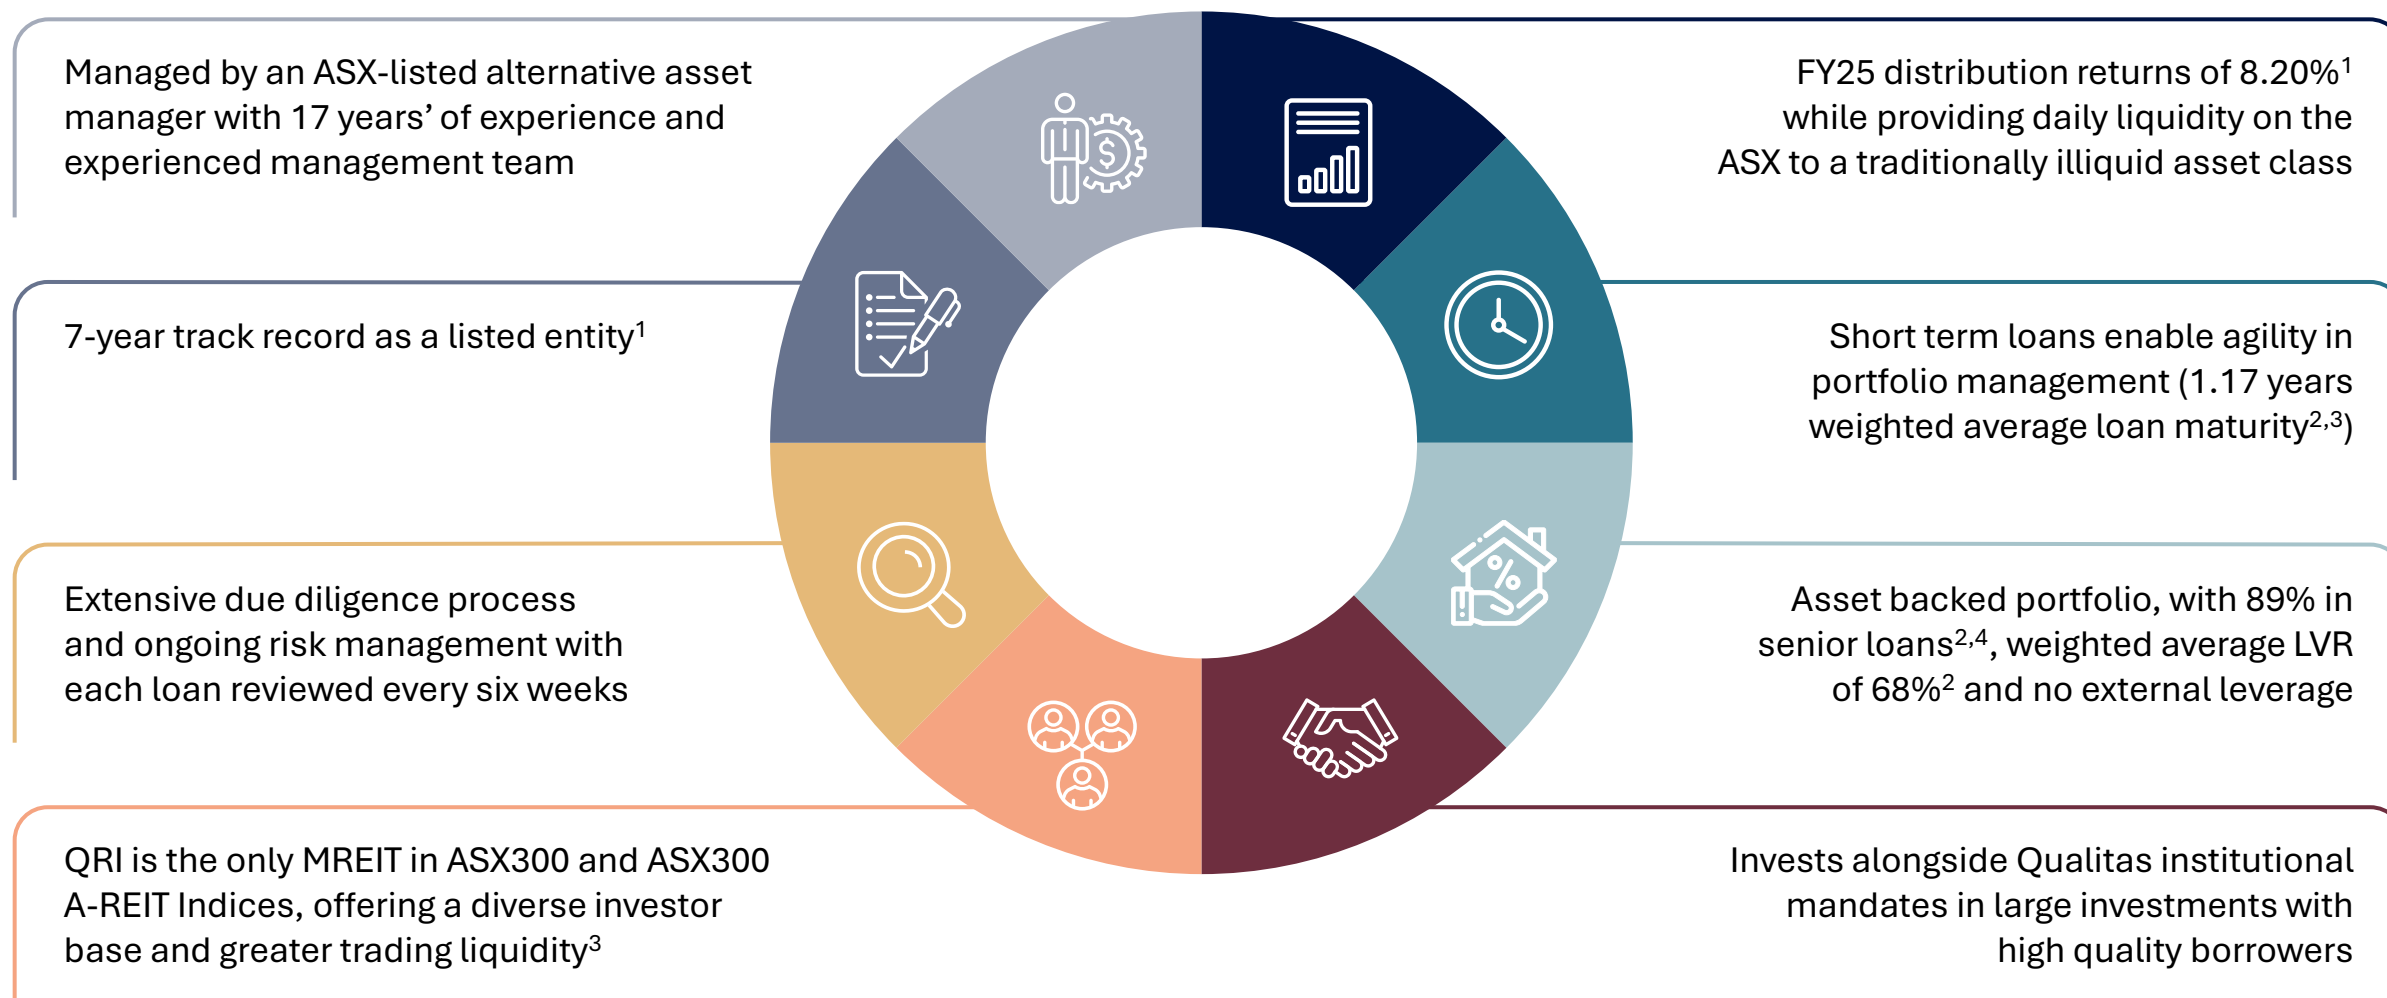 Managed by an ASX-listed alternative asset
manager with 17 years’ of experience and
experienced management team
7-year track record as a listed entity¹
Extensive due diligence process
and ongoing risk management with
each loan reviewed every six weeks
QRI is the only MREIT in ASX300 and ASX300
A-REIT Indices, offering a diverse investor
base and greater trading liquidity³
FY25 distribution returns of 8.20%¹
while providing daily liquidity on the
ASX to a traditionally illiquid asset class
Short term loans enable agility in
portfolio management (1.17 years
weighted average loan maturity²,³)
Asset backed portfolio, with 89% in
senior loans²,⁴, weighted average LVR
of 68%² and no external leverage
Invests alongside Qualitas institutional
mandates in large investments with
high quality borrowers